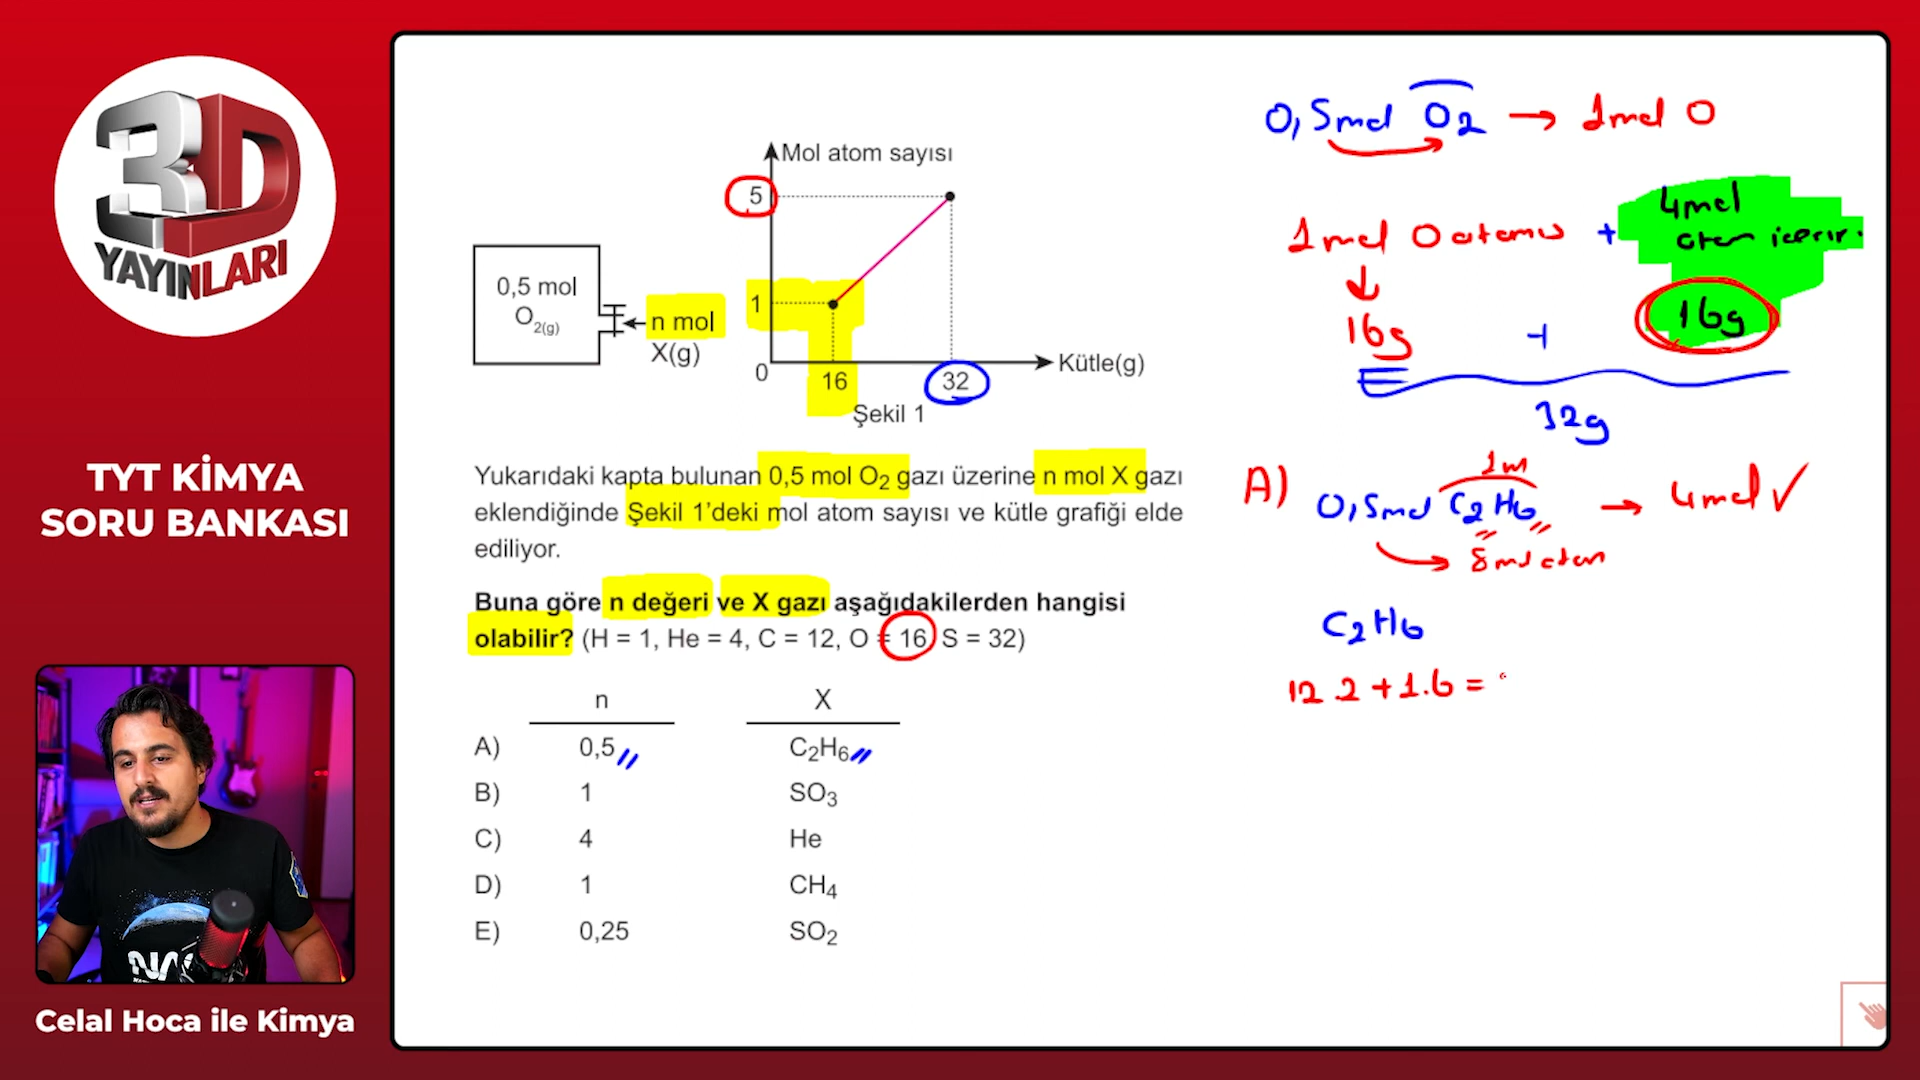 3D
YAYINLARI
TYT KİMYA
SORU BANKASI
Celal Hoca ile Kimya
Mol atom sayısı
5
1
0
16
32
Kütle(g)
Şekil 1
0,5 mol
O2(g)
n mol
X(g)
Yukarıdaki kapta bulunan 0,5 mol O2 gazı üzerine n mol X gazı
eklendiğinde Şekil 1'deki mol atom sayısı ve kütle grafiği elde
ediliyor.
Buna göre n değeri ve X gazı aşağıdakilerden hangisi
olabilir? (H = 1, He = 4, C = 12, O = 16 S = 32)
n X
A) 0,5 C2H6
B) 1 SO3
C) 4 He
D) 1 CH4
E) 0,25 SO2
0,5mol O2 → 1mol O
1mol O atomu + 4mol
atom içerir.
16g + 16g
32g
A) 0,5mol C2H6 → 4mol ✓
1m
8mol atom
C2H6
12 2 + 1.6 =